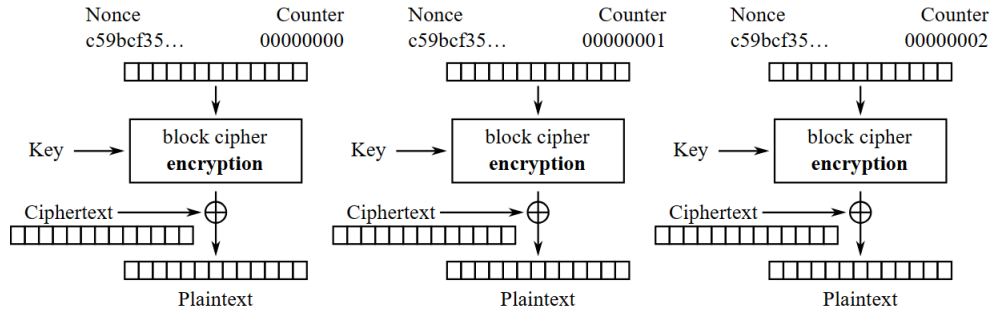 Nonce Counter Nonce Counter Nonce Counter
c59bcf35... 00000000 c59bcf35... 00000001 c59bcf35... 00000002
block cipher block cipher block cipher
Key Key Key
encryption encryption encryption
Ciphertext Ciphertext Ciphertext
Plaintext Plaintext Plaintext